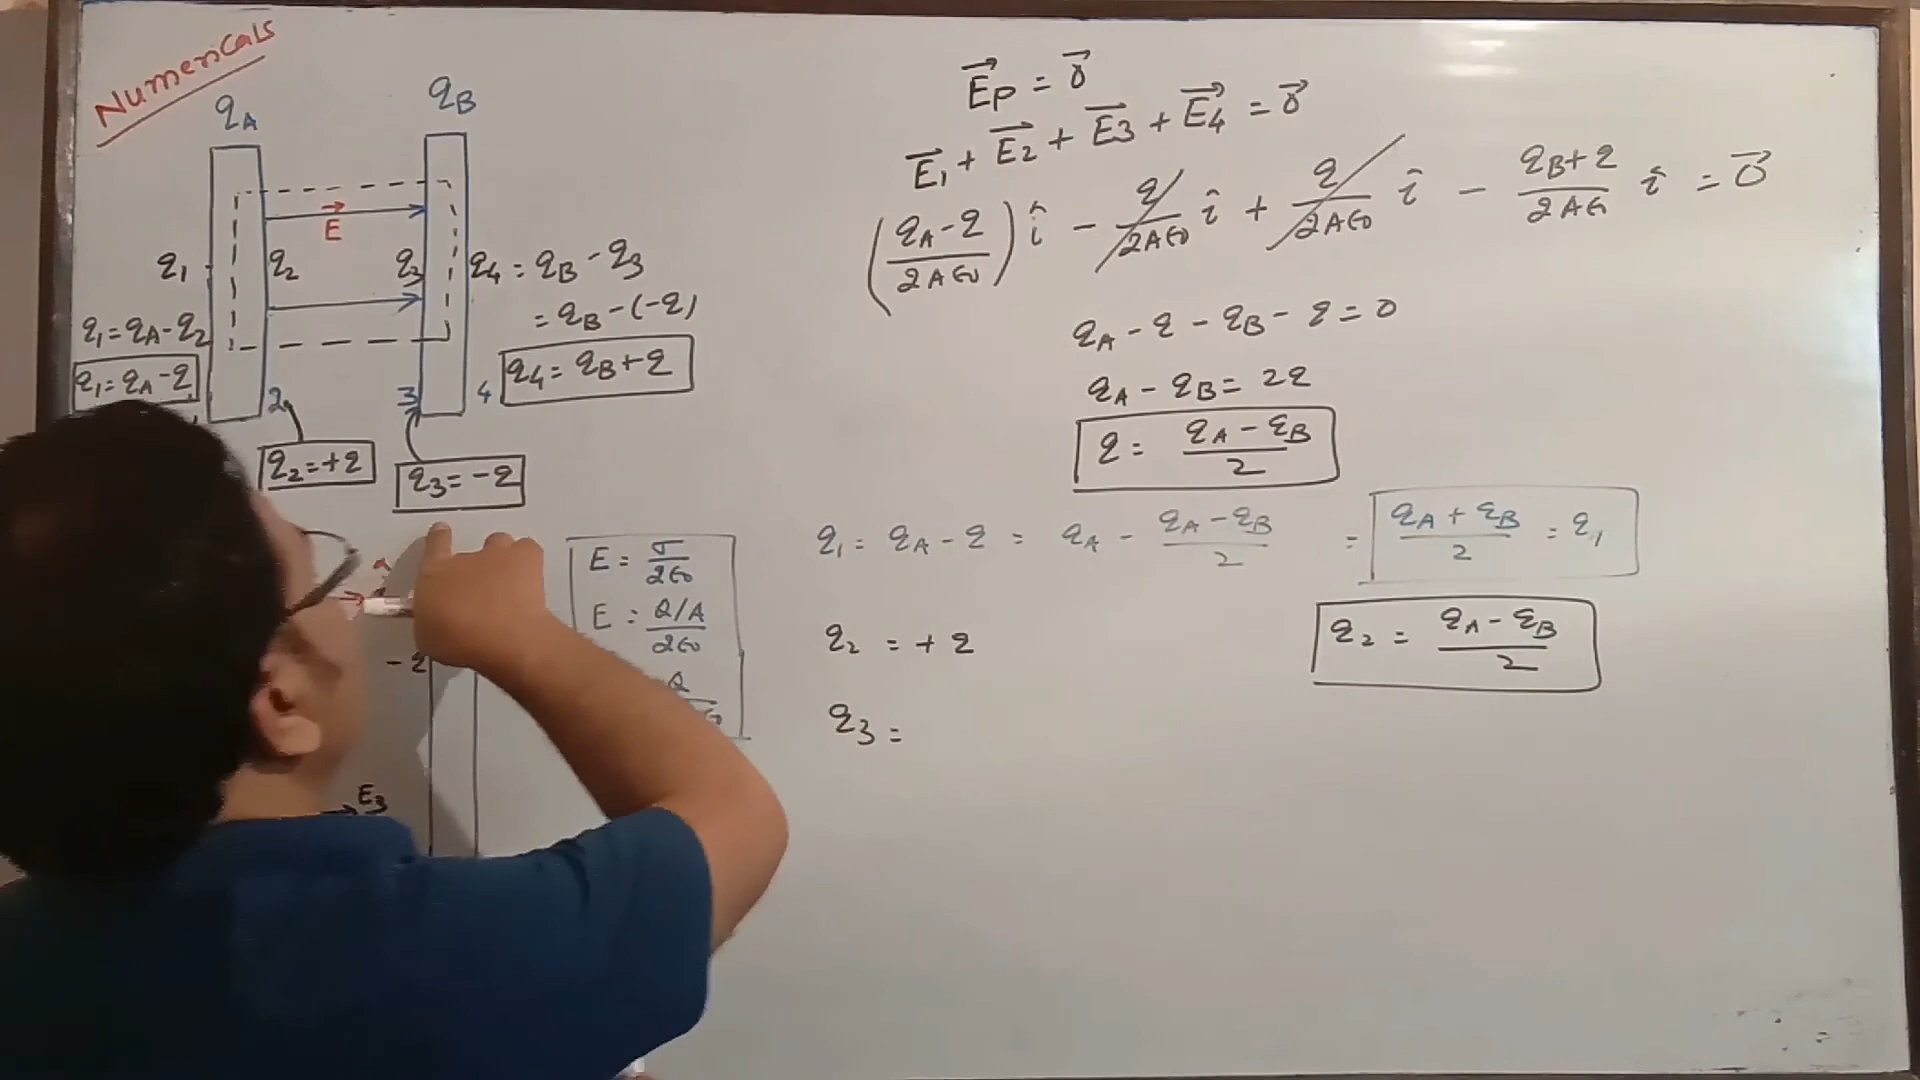 Numericals
qA
qB
E⃗
q1
q2
q3
q4 = qB - q3
= qB - (-q)
q4 = qB + q
q1 = qA - q2
q1 = qA - q
2
3
4
q2 = +q
q3 = -q
-q
E3
E = σ/2ϵ0
E = Q/A / 2ϵ0
Q
E⃗P = 0⃗
E⃗1 + E⃗2 + E⃗3 + E⃗4 = 0⃗
((qA - q)/2Aϵ0) î - q/2Aϵ0 î + q/2Aϵ0 î - (qB + q)/2Aϵ î = 0⃗
qA - q - qB - q = 0
qA - qB = 2q
q = (qA - qB)/2
q1 = qA - q = qA - (qA - qB)/2 = (qA + qB)/2 = q1
q2 = + q
q2 = (qA - qB)/2
q3 =